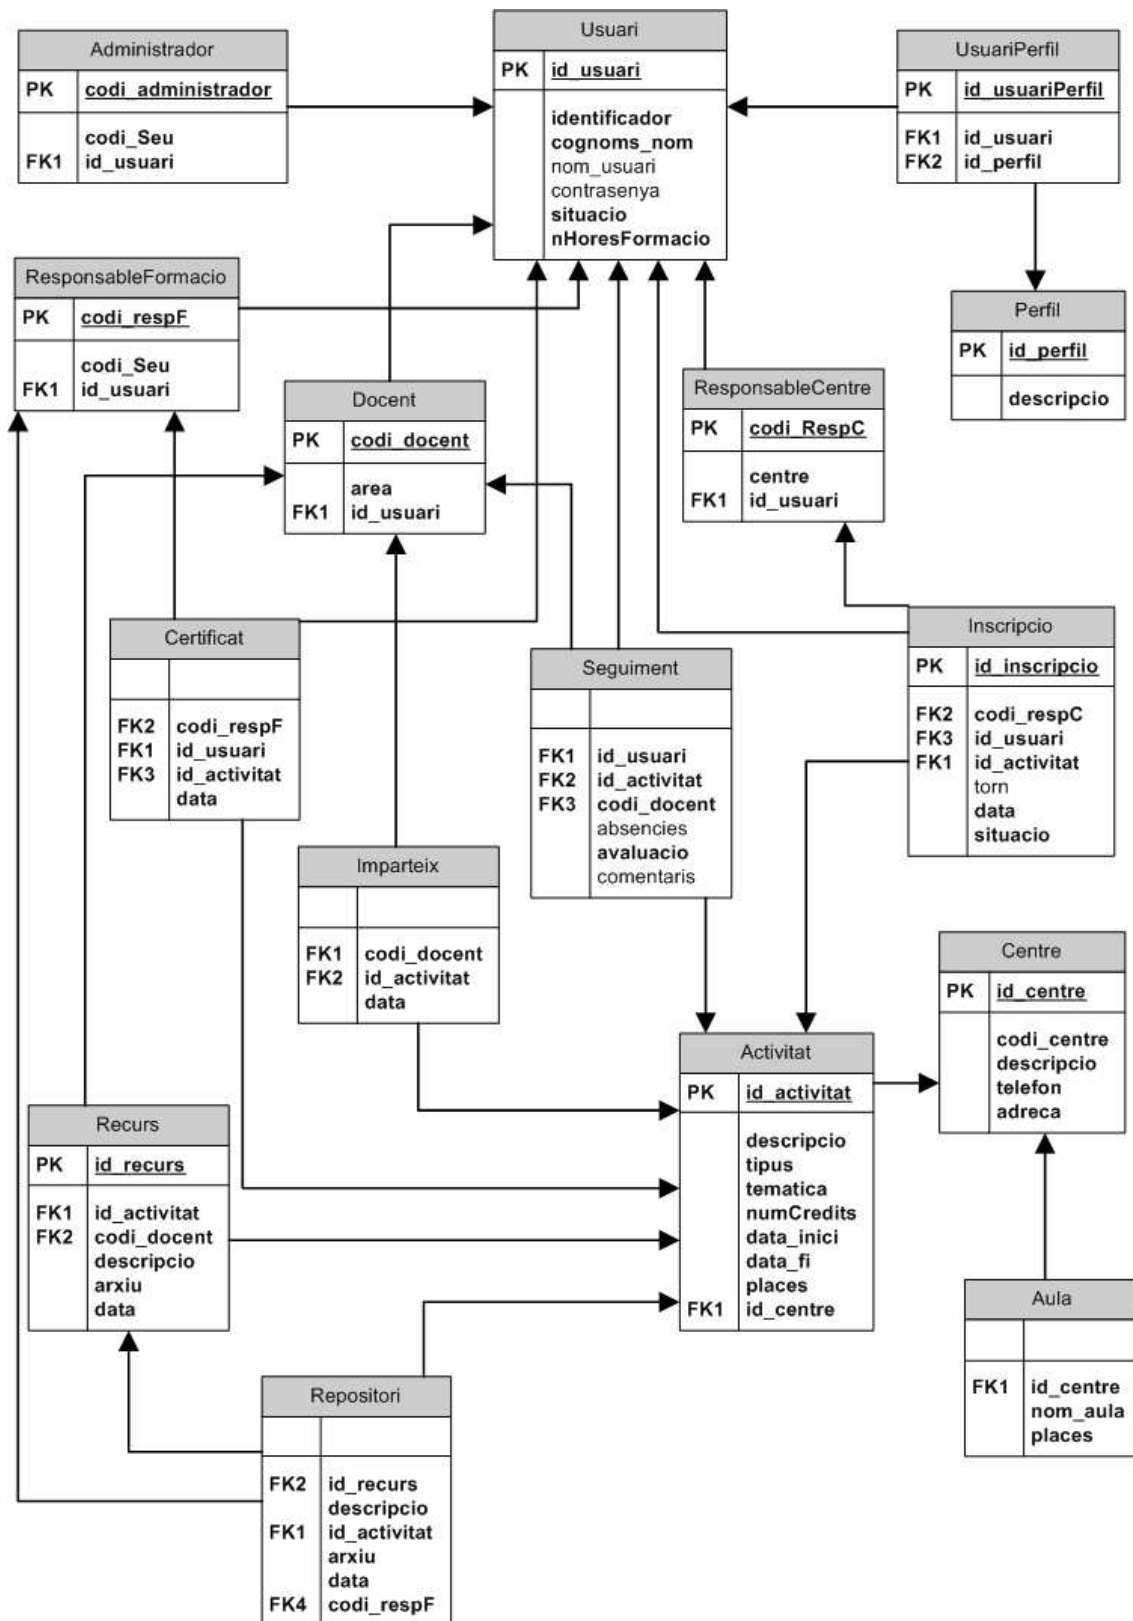 Administrador
PK codi_administrador
codi_Seu
FK1 id_usuari
Usuari
PK id_usuari
identificador
cognoms_nom
nom_usuari
contrasenya
situacio
nHoresFormacio
UsuariPerfil
PK id_usuariPerfil
FK1 id_usuari
FK2 id_perfil
ResponsableFormacio
PK codi_respF
codi_Seu
FK1 id_usuari
Docent
PK codi_docent
area
FK1 id_usuari
ResponsableCentre
PK codi_RespC
centre
FK1 id_usuari
Perfil
PK id_perfil
descripcio
Certificat
FK2 codi_respF
FK1 id_usuari
FK3 id_activitat
data
Seguiment
FK1 id_usuari
FK2 id_activitat
FK3 codi_docent
absencies
avaluacio
comentaris
Inscripcio
PK id_inscripcio
FK2 codi_respC
FK3 id_usuari
FK1 id_activitat
torn
data
situacio
Imparteix
FK1 codi_docent
FK2 id_activitat
data
Centre
PK id_centre
codi_centre
descripcio
telefon
adreca
Activitat
PK id_activitat
descripcio
tipus
tematica
numCredits
data_inici
data_fi
places
FK1 id_centre
Recurs
PK id_recurs
FK1 id_activitat
FK2 codi_docent
descripcio
arxiu
data
Aula
FK1 id_centre
nom_aula
places
Repositori
FK2 id_recurs
descripcio
FK1 id_activitat
arxiu
data
FK4 codi_respF